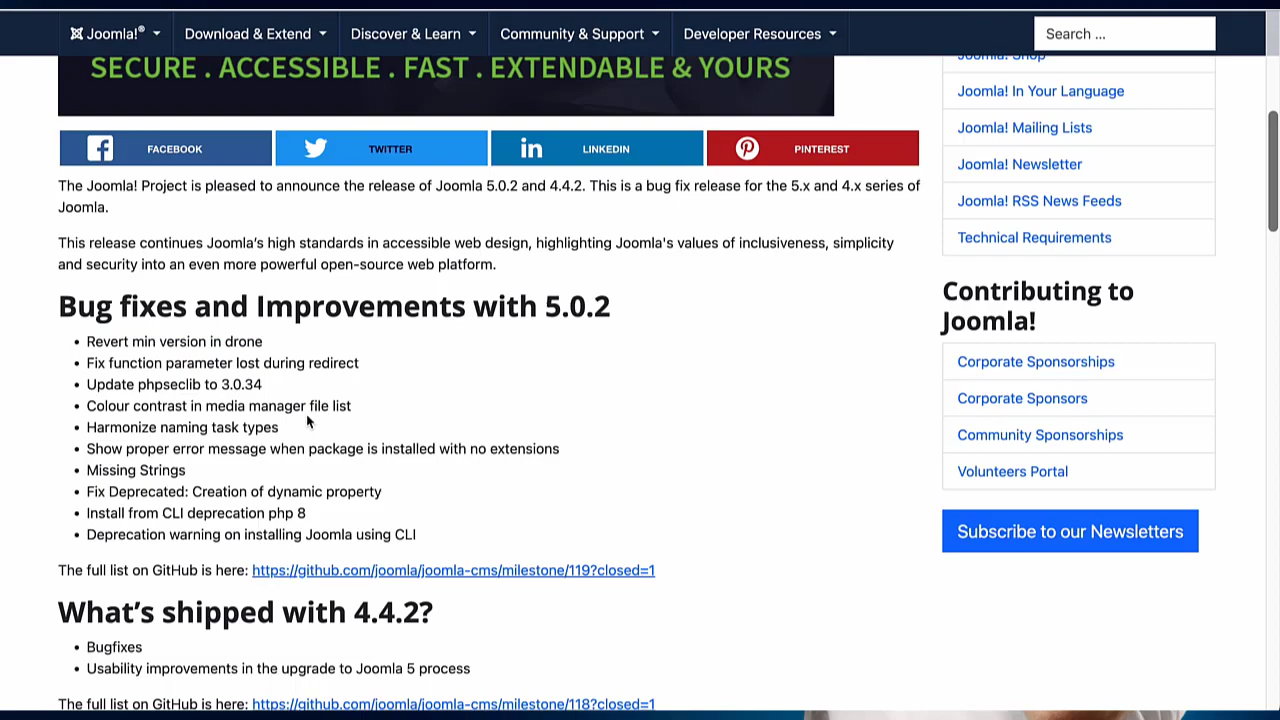 Joomla!® Download & Extend Discover & Learn Community & Support Developer Resources Search ...
SECURE . ACCESSIBLE . FAST . EXTENDABLE & YOURS
FACEBOOK TWITTER LINKEDIN PINTEREST
The Joomla! Project is pleased to announce the release of Joomla 5.0.2 and 4.4.2. This is a bug fix release for the 5.x and 4.x series of
Joomla.
This release continues Joomla's high standards in accessible web design, highlighting Joomla's values of inclusiveness, simplicity
and security into an even more powerful open-source web platform.
Bug fixes and Improvements with 5.0.2
• Revert min version in drone
• Fix function parameter lost during redirect
• Update phpseclib to 3.0.34
• Colour contrast in media manager file list
• Harmonize naming task types
• Show proper error message when package is installed with no extensions
• Missing Strings
• Fix Deprecated: Creation of dynamic property
• Install from CLI deprecation php 8
• Deprecation warning on installing Joomla using CLI
The full list on GitHub is here: https://github.com/joomla/joomla-cms/milestone/119?closed=1
What's shipped with 4.4.2?
• Bugfixes
• Usability improvements in the upgrade to Joomla 5 process
The full list on GitHub is here: https://github.com/joomla/joomla-cms/milestone/118?closed=1
Joomla! Shop
Joomla! In Your Language
Joomla! Mailing Lists
Joomla! Newsletter
Joomla! RSS News Feeds
Technical Requirements
Contributing to
Joomla!
Corporate Sponsorships
Corporate Sponsors
Community Sponsorships
Volunteers Portal
Subscribe to our Newsletters